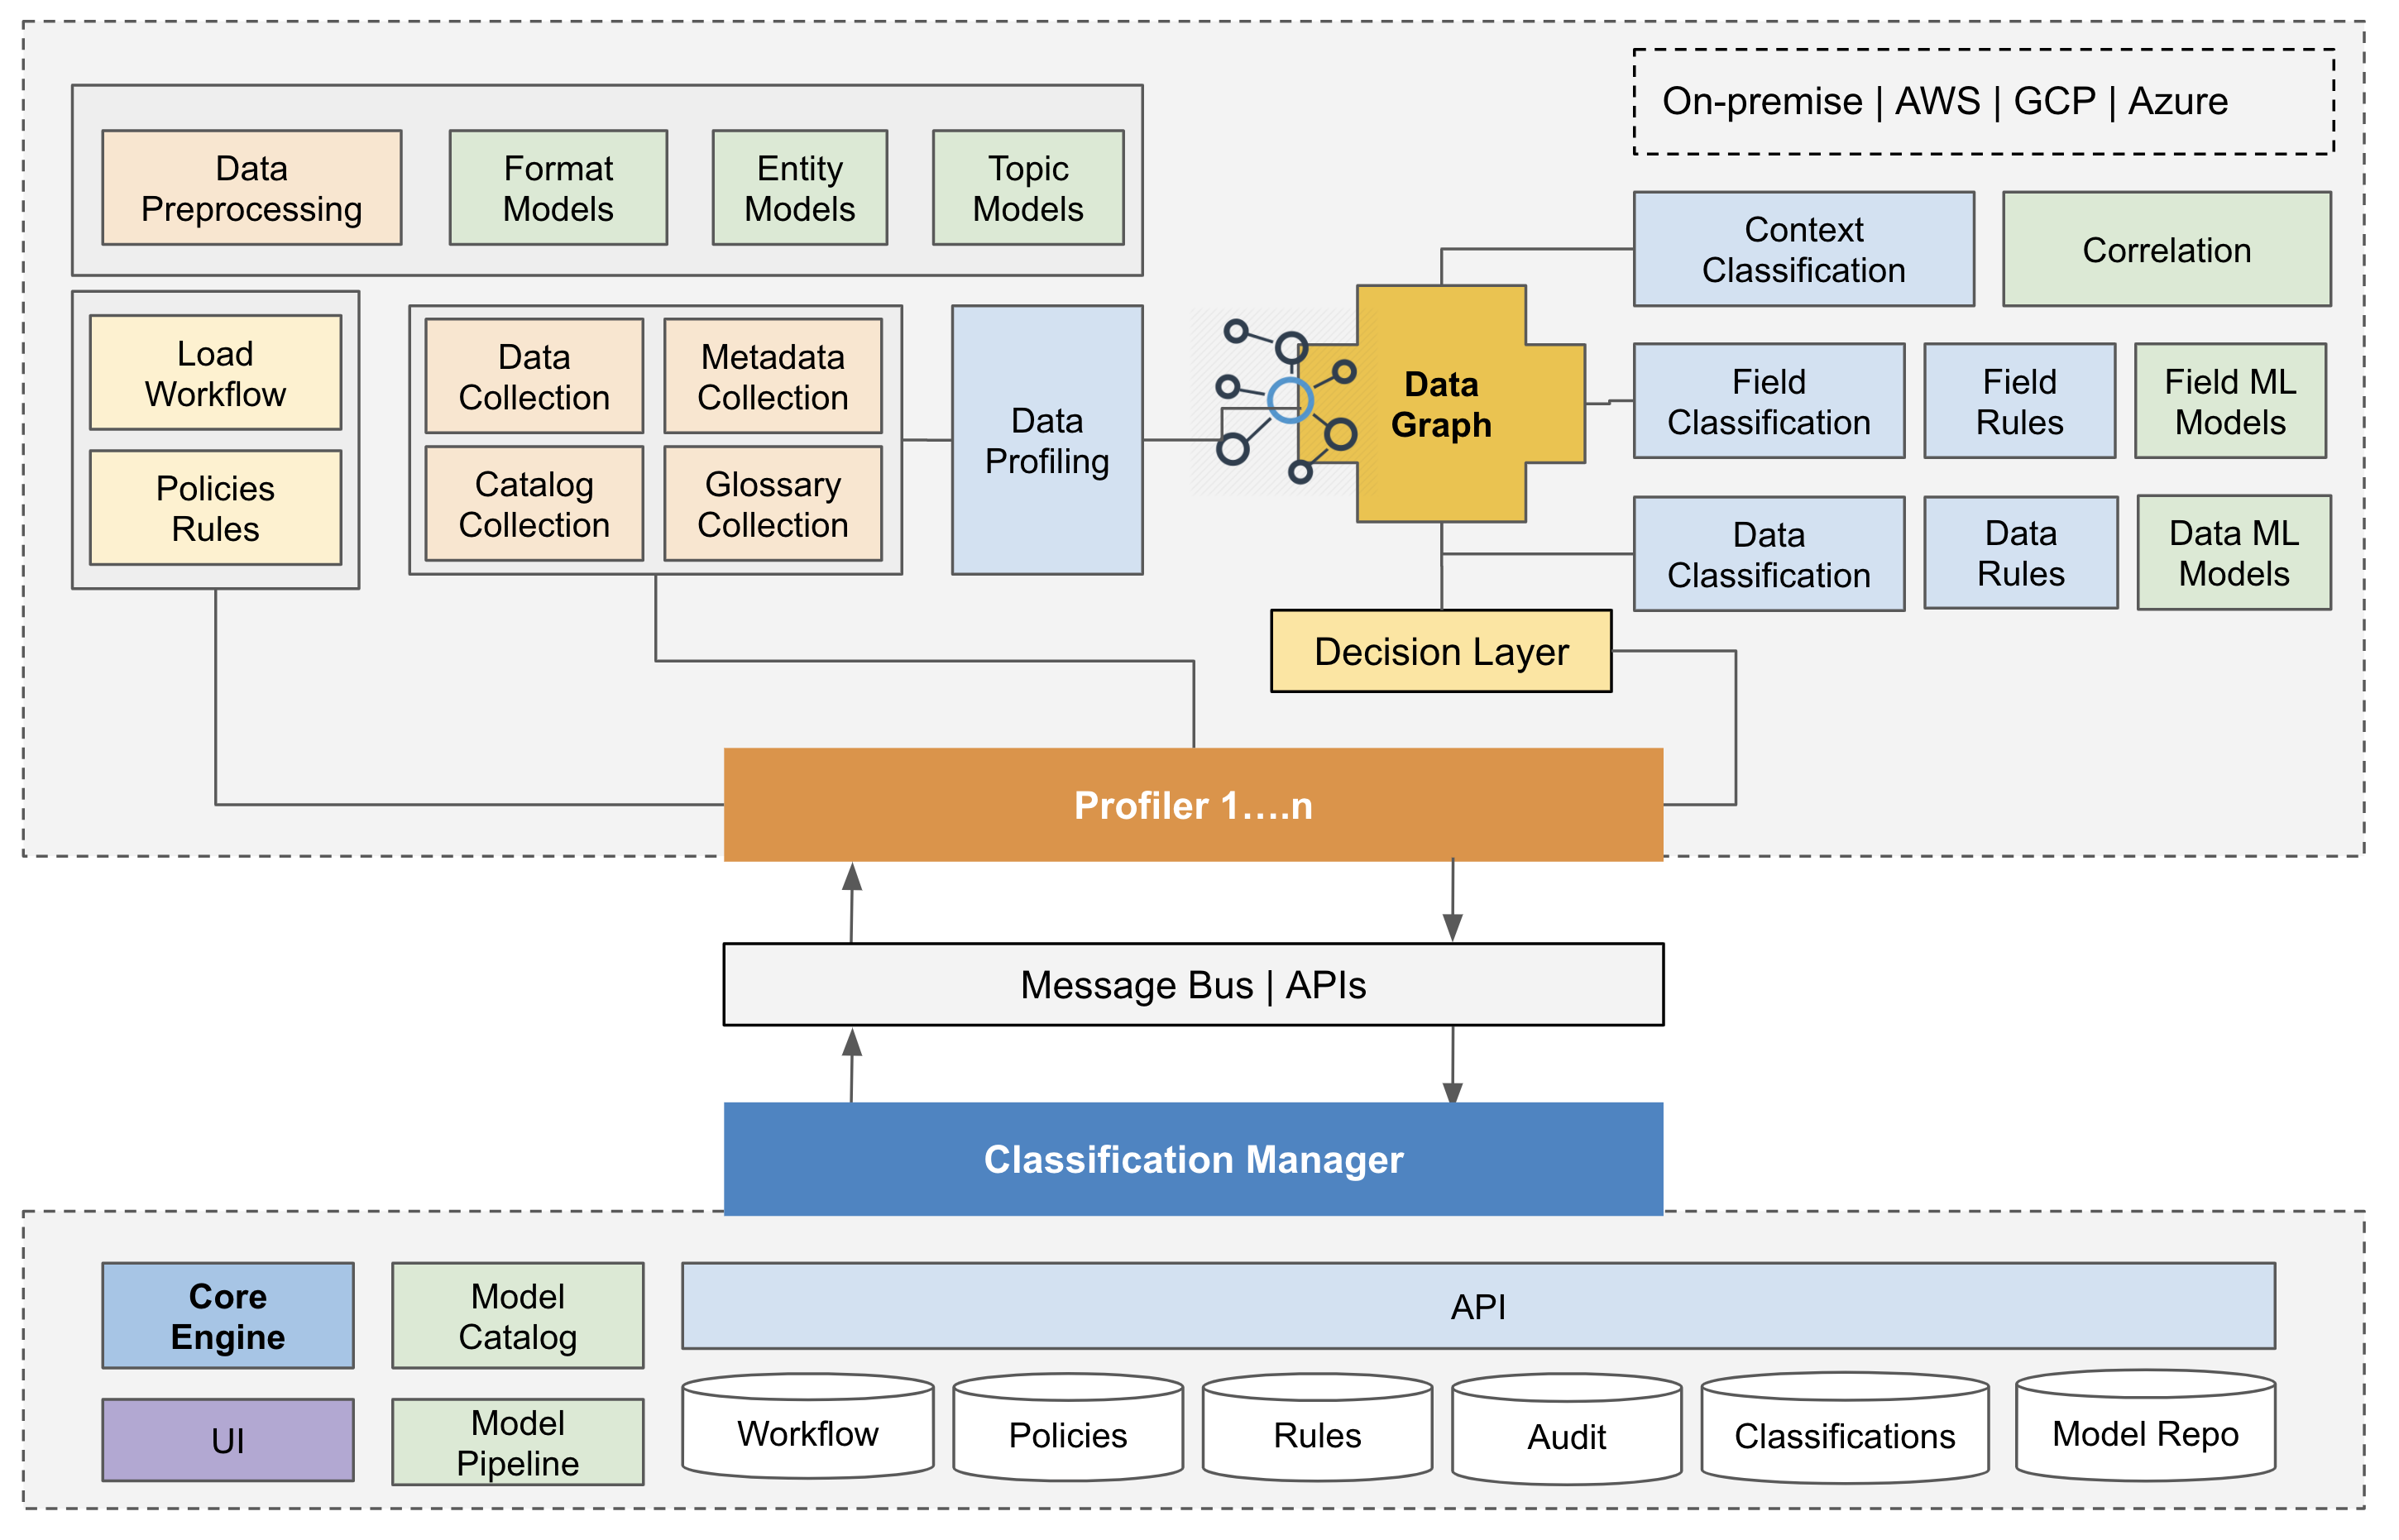 On-premise | AWS | GCP | Azure
Data
Preprocessing
Format
Models
Entity
Models
Topic
Models
Context
Classification
Correlation
Load
Workflow
Policies
Rules
Data
Collection
Metadata
Collection
Catalog
Collection
Glossary
Collection
Data
Profiling
Data
Graph
Field
Classification
Field
Rules
Field ML
Models
Data
Classification
Data
Rules
Data ML
Models
Decision Layer
Profiler 1....n
Message Bus | APIs
Classification Manager
Core
Engine
Model
Catalog
API
UI
Model
Pipeline
Workflow
Policies
Rules
Audit
Classifications
Model Repo